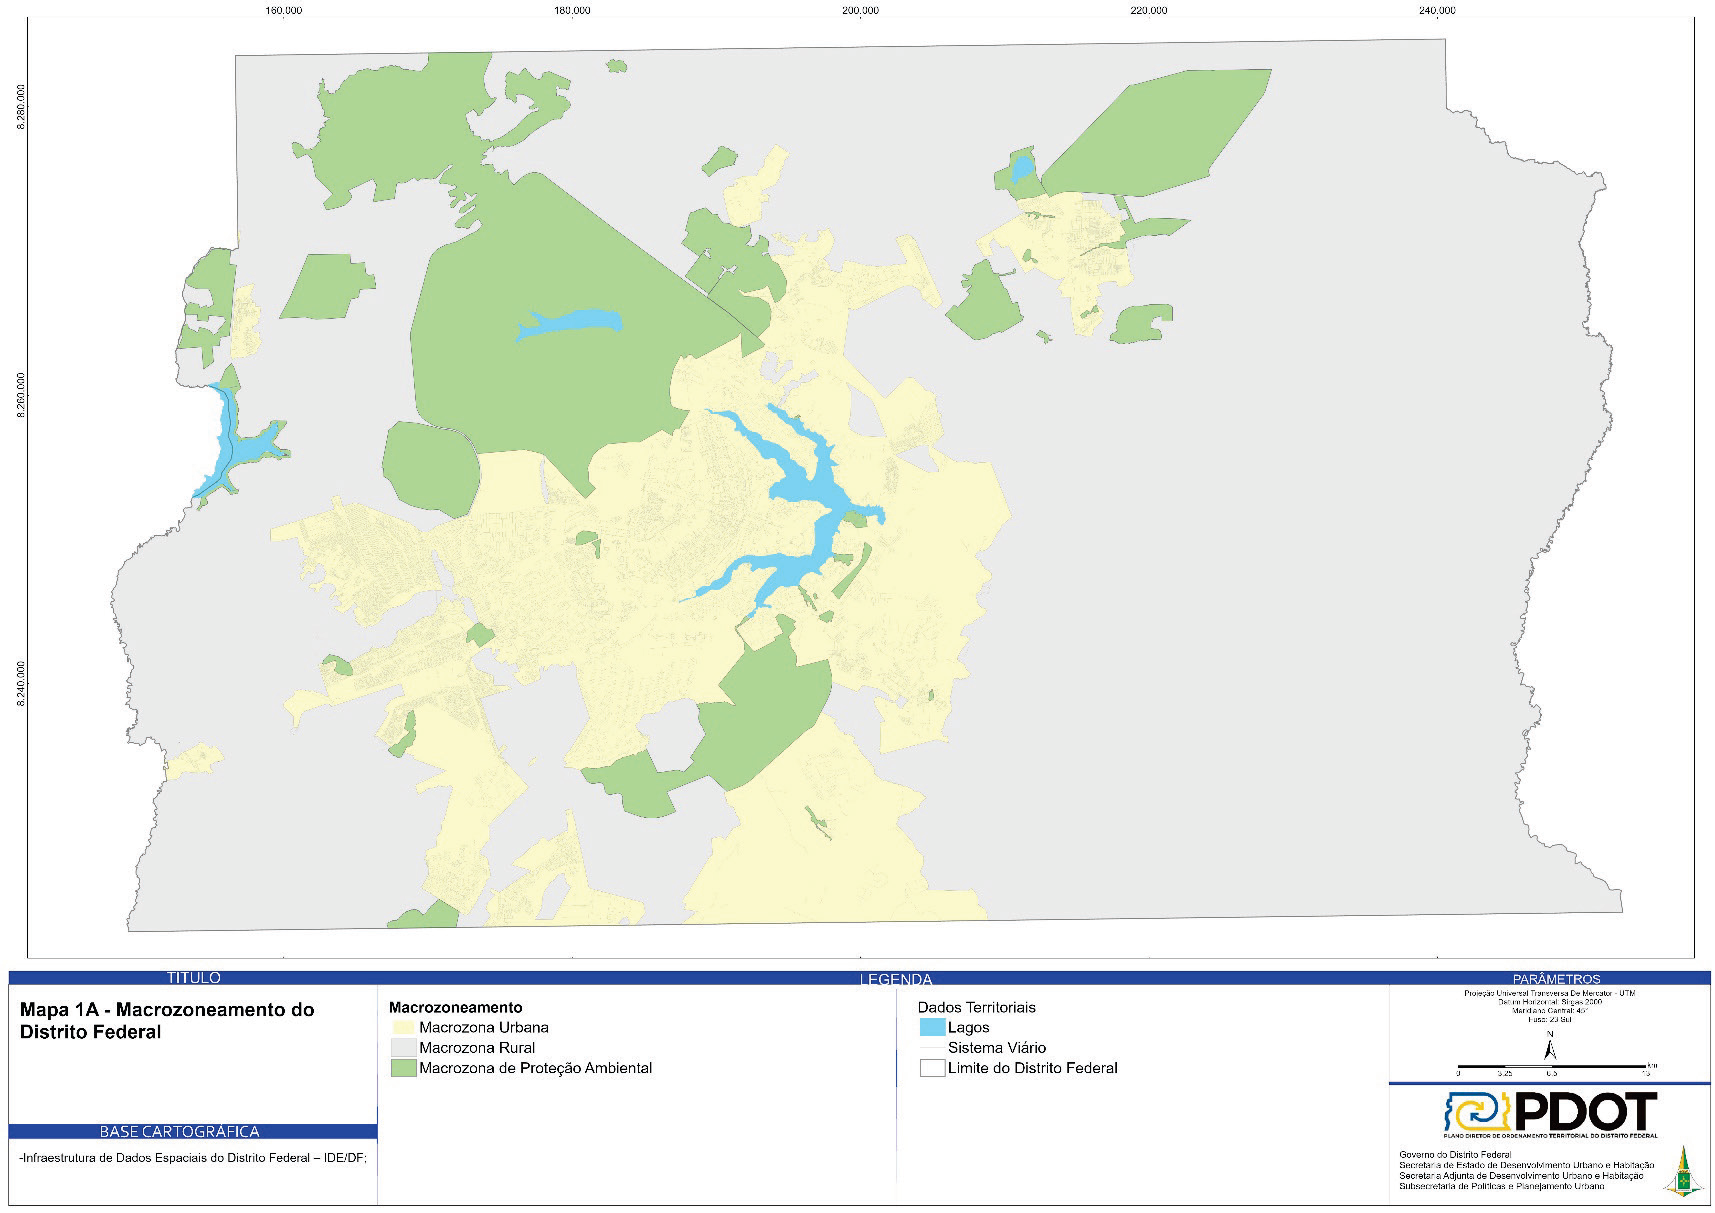 160.000
180.000
200.000
220.000
240.000
8.280.000
8.260.000
8.240.000
TÍTULO
Mapa 1A - Macrozoneamento do
Distrito Federal
BASE CARTOGRÁFICA
-Infraestrutura de Dados Espaciais do Distrito Federal – IDE/DF;
LEGENDA
Macrozoneamento
Macrozona Urbana
Macrozona Rural
Macrozona de Proteção Ambiental
Dados Territoriais
Lagos
Sistema Viário
Limite do Distrito Federal
PARÂMETROS
Projeção Universal Transversa De Mercator - UTM
Datum Horizontal: Sirgas 2000
Meridiano Central: 45°
Fuso: 23 Sul
N
0 3.25 6.5 13 km
PDOT
PLANO DIRETOR DE ORDENAMENTO TERRITORIAL DO DISTRITO FEDERAL
Governo do Distrito Federal
Secretaria de Estado de Desenvolvimento Urbano e Habitação
Secretaria Adjunta de Desenvolvimento Urbano e Habitação
Subsecretaria de Políticas e Planejamento Urbano